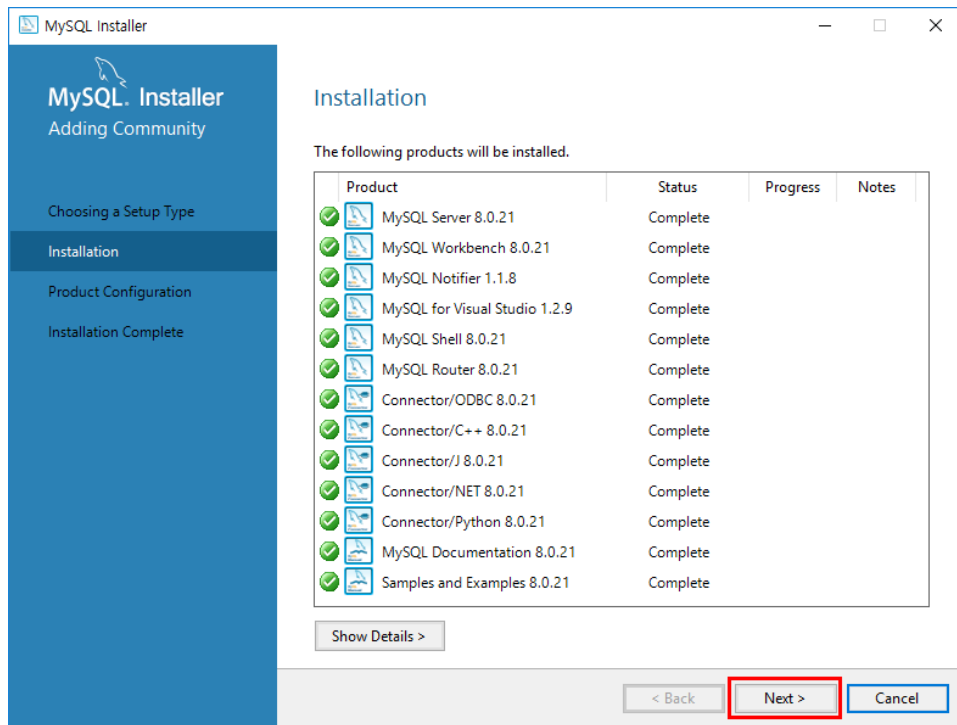 MySQL Installer
MySQL. Installer
Adding Community
Choosing a Setup Type
Installation
Product Configuration
Installation Complete
Installation
The following products will be installed.
Product Status Progress Notes
MySQL Server 8.0.21 Complete
MySQL Workbench 8.0.21 Complete
MySQL Notifier 1.1.8 Complete
MySQL for Visual Studio 1.2.9 Complete
MySQL Shell 8.0.21 Complete
MySQL Router 8.0.21 Complete
Connector/ODBC 8.0.21 Complete
Connector/C++ 8.0.21 Complete
Connector/J 8.0.21 Complete
Connector/NET 8.0.21 Complete
Connector/Python 8.0.21 Complete
MySQL Documentation 8.0.21 Complete
Samples and Examples 8.0.21 Complete
Show Details >
< Back Next > Cancel